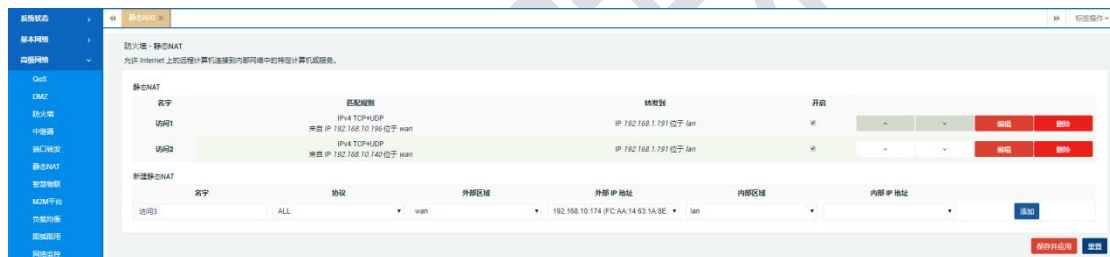 系统状态
静态NAT ×
标签操作
基本网络
高级网络
QoS
DMZ
防火墙
中继器
端口转发
静态NAT
智慧物联
M2M平台
负载均衡
网络监控
防火墙 - 静态NAT
允许 Internet 上的远程计算机连接到内部网络中的特定计算机或服务。
静态NAT
名字 匹配规则 转发到 开启
访问1 IPv4 TCP+UDP 来自 IP 192.168.10.196 位于 wan IP 192.168.1.191 位于 lan 编辑 删除
访问2 IPv4 TCP+UDP 来自 IP 192.168.10.140 位于 wan IP 192.168.1.191 位于 lan 编辑 删除
新建静态NAT
名字 协议 外部区域 外部 IP 地址 内部区域 内部 IP 地址
访问3 ALL wan 192.168.10.174 (FC:AA:14:63:1A:8E lan 添加
保存并应用 重置